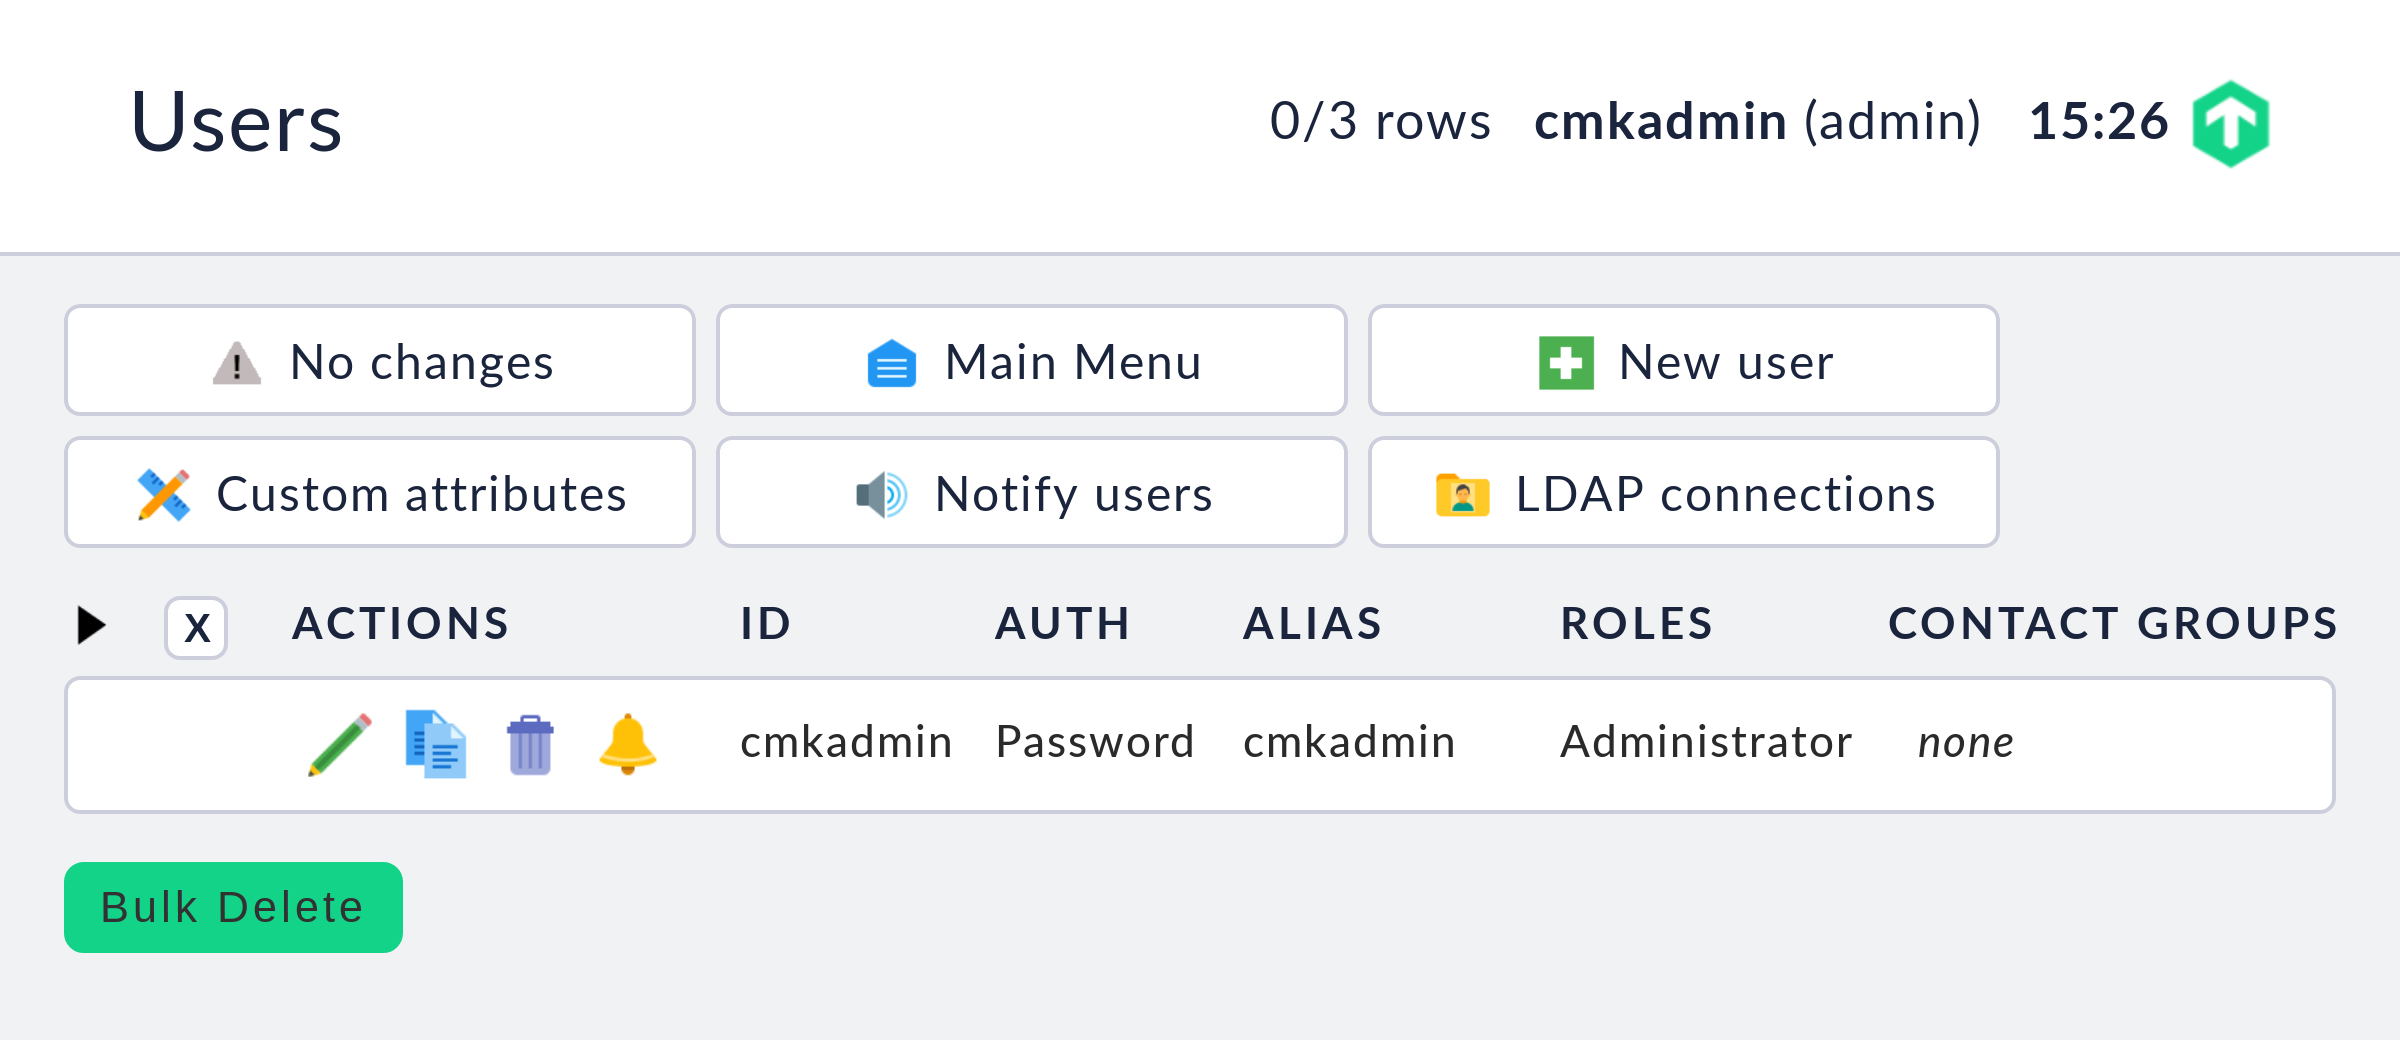 Users 0/3 rows cmkadmin (admin) 15:26
No changes Main Menu New user
Custom attributes Notify users LDAP connections
X ACTIONS ID AUTH ALIAS ROLES CONTACT GROUPS
cmkadmin Password cmkadmin Administrator none
Bulk Delete